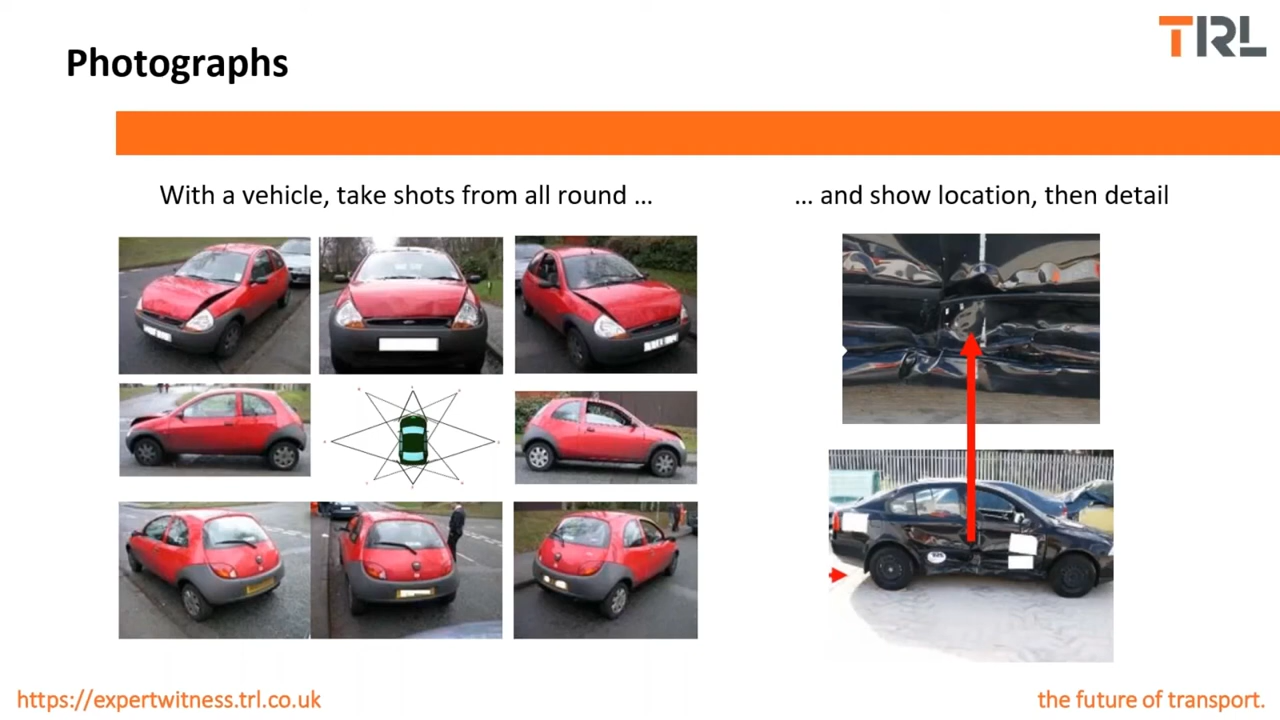 Photographs
TRL
With a vehicle, take shots from all round …
… and show location, then detail
https://expertwitness.trl.co.uk
the future of transport.